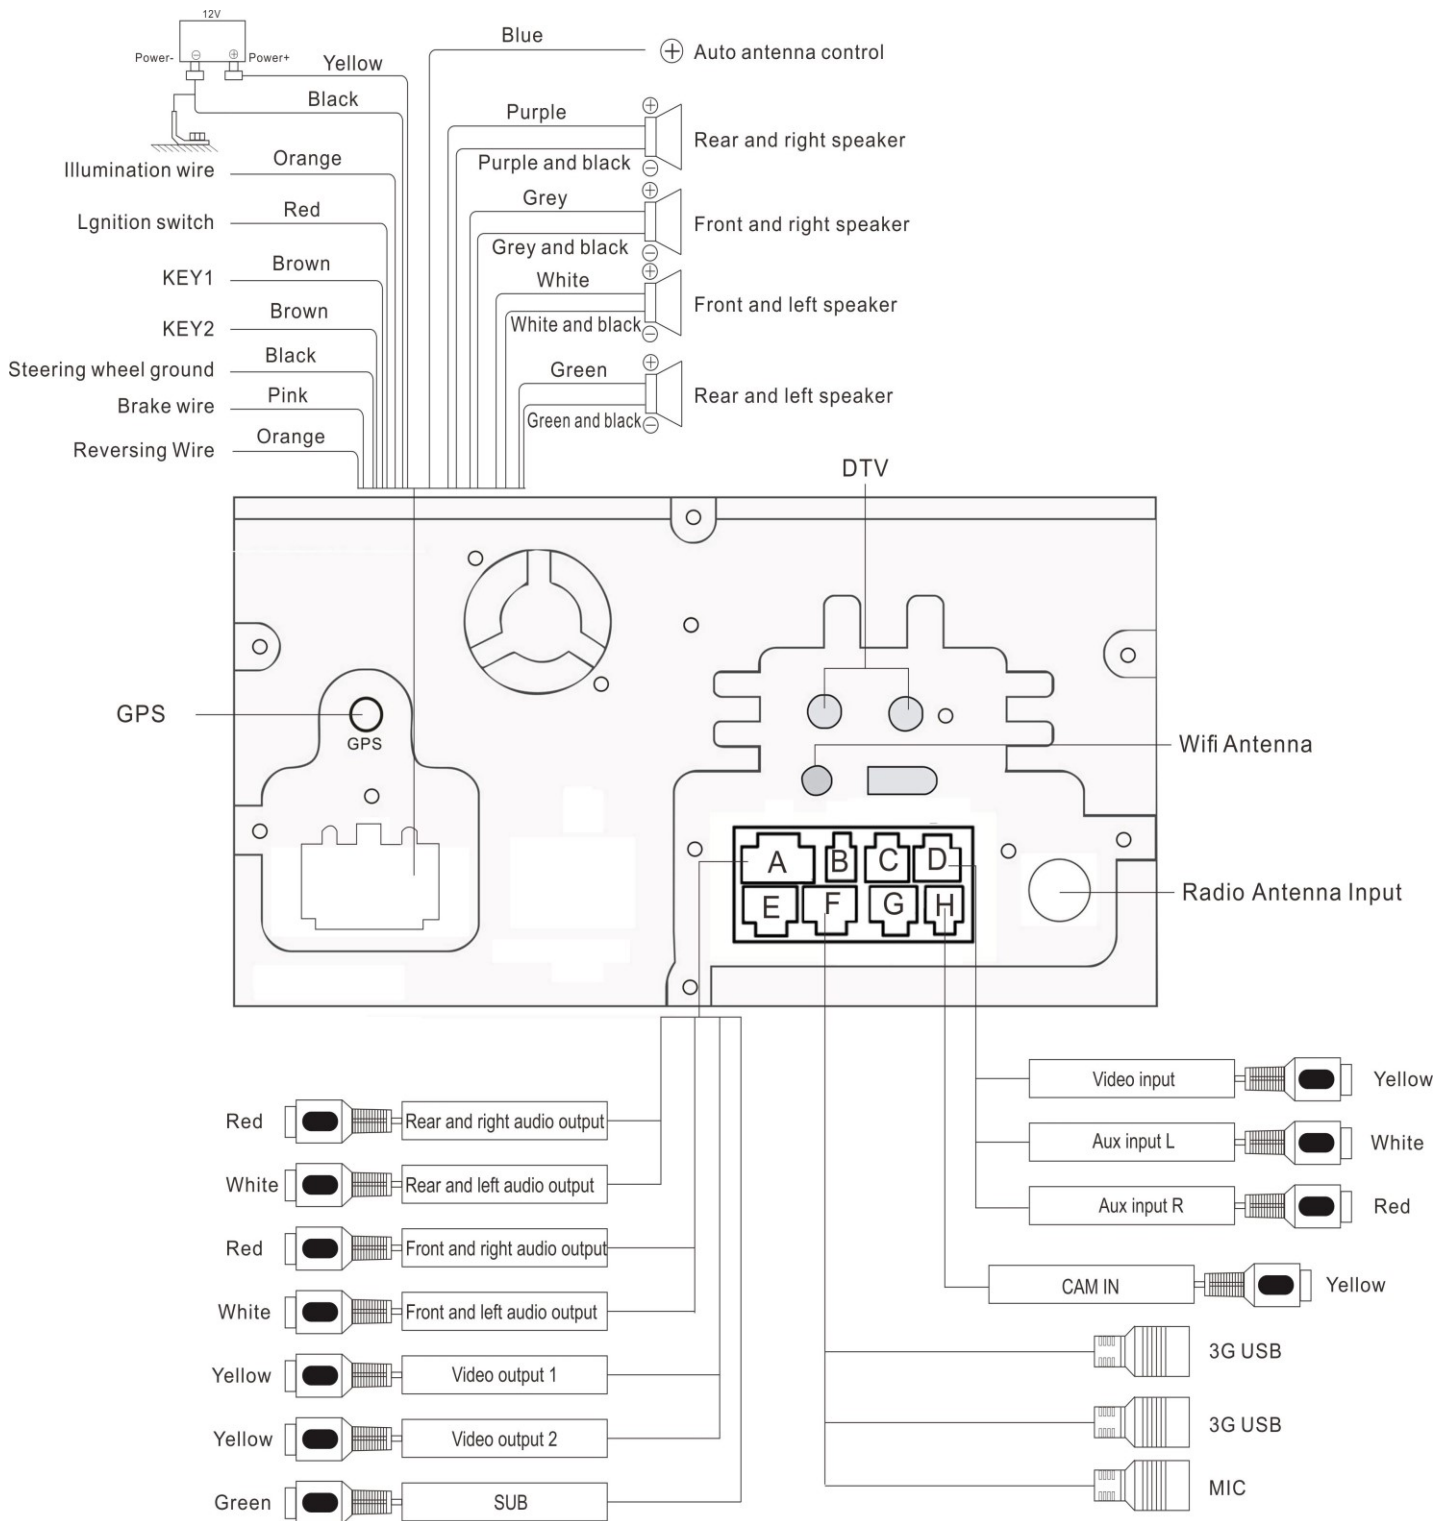 12V
Power-
⊖
⊕
Power+
Yellow
Black
Blue
⊕ Auto antenna control
Purple
⊕
Rear and right speaker
Purple and black
⊖
Illumination wire
Orange
Grey
⊕
Front and right speaker
Grey and black
⊖
Lgnition switch
Red
KEY1
Brown
White
⊕
Front and left speaker
White and black
⊖
KEY2
Brown
Steering wheel ground
Black
Green
⊕
Rear and left speaker
Green and black
⊖
Brake wire
Pink
Reversing Wire
Orange
DTV
GPS
GPS
Wifi Antenna
A
B
C
D
E
F
G
H
Radio Antenna Input
Red
Rear and right audio output
White
Rear and left audio output
Red
Front and right audio output
White
Front and left audio output
Yellow
Video output 1
Yellow
Video output 2
Green
SUB
Video input
Yellow
Aux input L
White
Aux input R
Red
CAM IN
Yellow
3G USB
3G USB
MIC